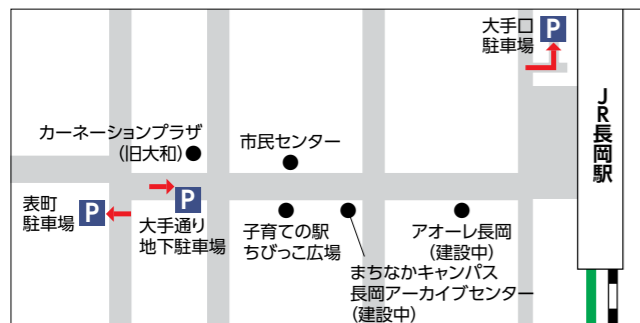 大手口
駐車場
P
JR長岡駅
カーネーションプラザ
(旧大和)
市民センター
表町
駐車場
P
P
大手通り
地下駐車場
子育ての駅
ちびっこ広場
アオーレ長岡
(建設中)
まちなかキャンパス
長岡アーカイブセンター
(建設中)